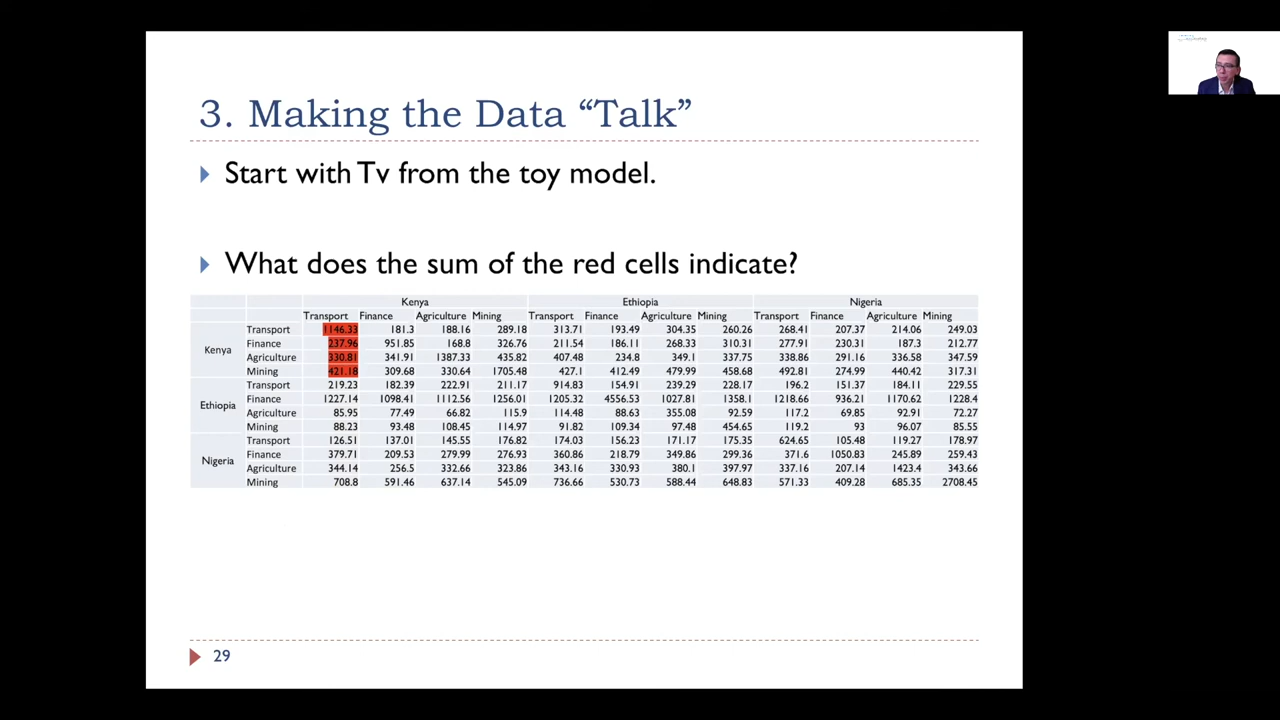 3. Making the Data “Talk”
Start with Tv from the toy model.
What does the sum of the red cells indicate?
Kenya Ethiopia Nigeria
Transport Finance Agriculture Mining Transport Finance Agriculture Mining Transport Finance Agriculture Mining
Kenya
Transport 1146.33 181.3 188.16 289.18 313.71 193.49 304.35 260.26 268.41 207.37 214.06 249.03
Finance 237.96 951.85 168.8 326.76 211.54 186.11 268.33 310.31 277.91 230.31 187.3 212.77
Agriculture 330.81 341.91 1387.33 435.82 407.48 234.8 349.1 337.75 338.86 291.16 336.58 347.59
Mining 421.18 309.68 330.64 1705.48 427.1 412.49 479.99 458.68 492.81 274.99 440.42 317.31
Ethiopia
Transport 219.23 182.39 222.91 211.17 914.83 154.91 239.29 228.17 196.2 151.37 184.11 229.55
Finance 1227.14 1098.41 1112.56 1256.01 1205.32 4556.53 1027.81 1358.1 1218.66 936.21 1170.62 1228.4
Agriculture 85.95 77.49 66.82 115.9 114.48 88.63 355.08 92.59 117.2 69.85 92.91 72.27
Mining 88.23 93.48 108.45 114.97 91.82 109.34 97.48 454.65 119.2 93 96.07 85.55
Nigeria
Transport 126.51 137.01 145.55 176.82 174.03 156.23 171.17 175.35 624.65 105.48 119.27 178.97
Finance 379.71 209.53 279.99 276.93 360.86 218.79 349.86 299.36 371.6 1050.83 245.89 259.43
Agriculture 344.14 256.5 332.66 323.86 343.16 330.93 380.1 397.97 337.16 207.14 1423.4 343.66
Mining 708.8 591.46 637.14 545.09 736.66 530.73 588.44 648.83 571.33 409.28 685.35 2708.45
29